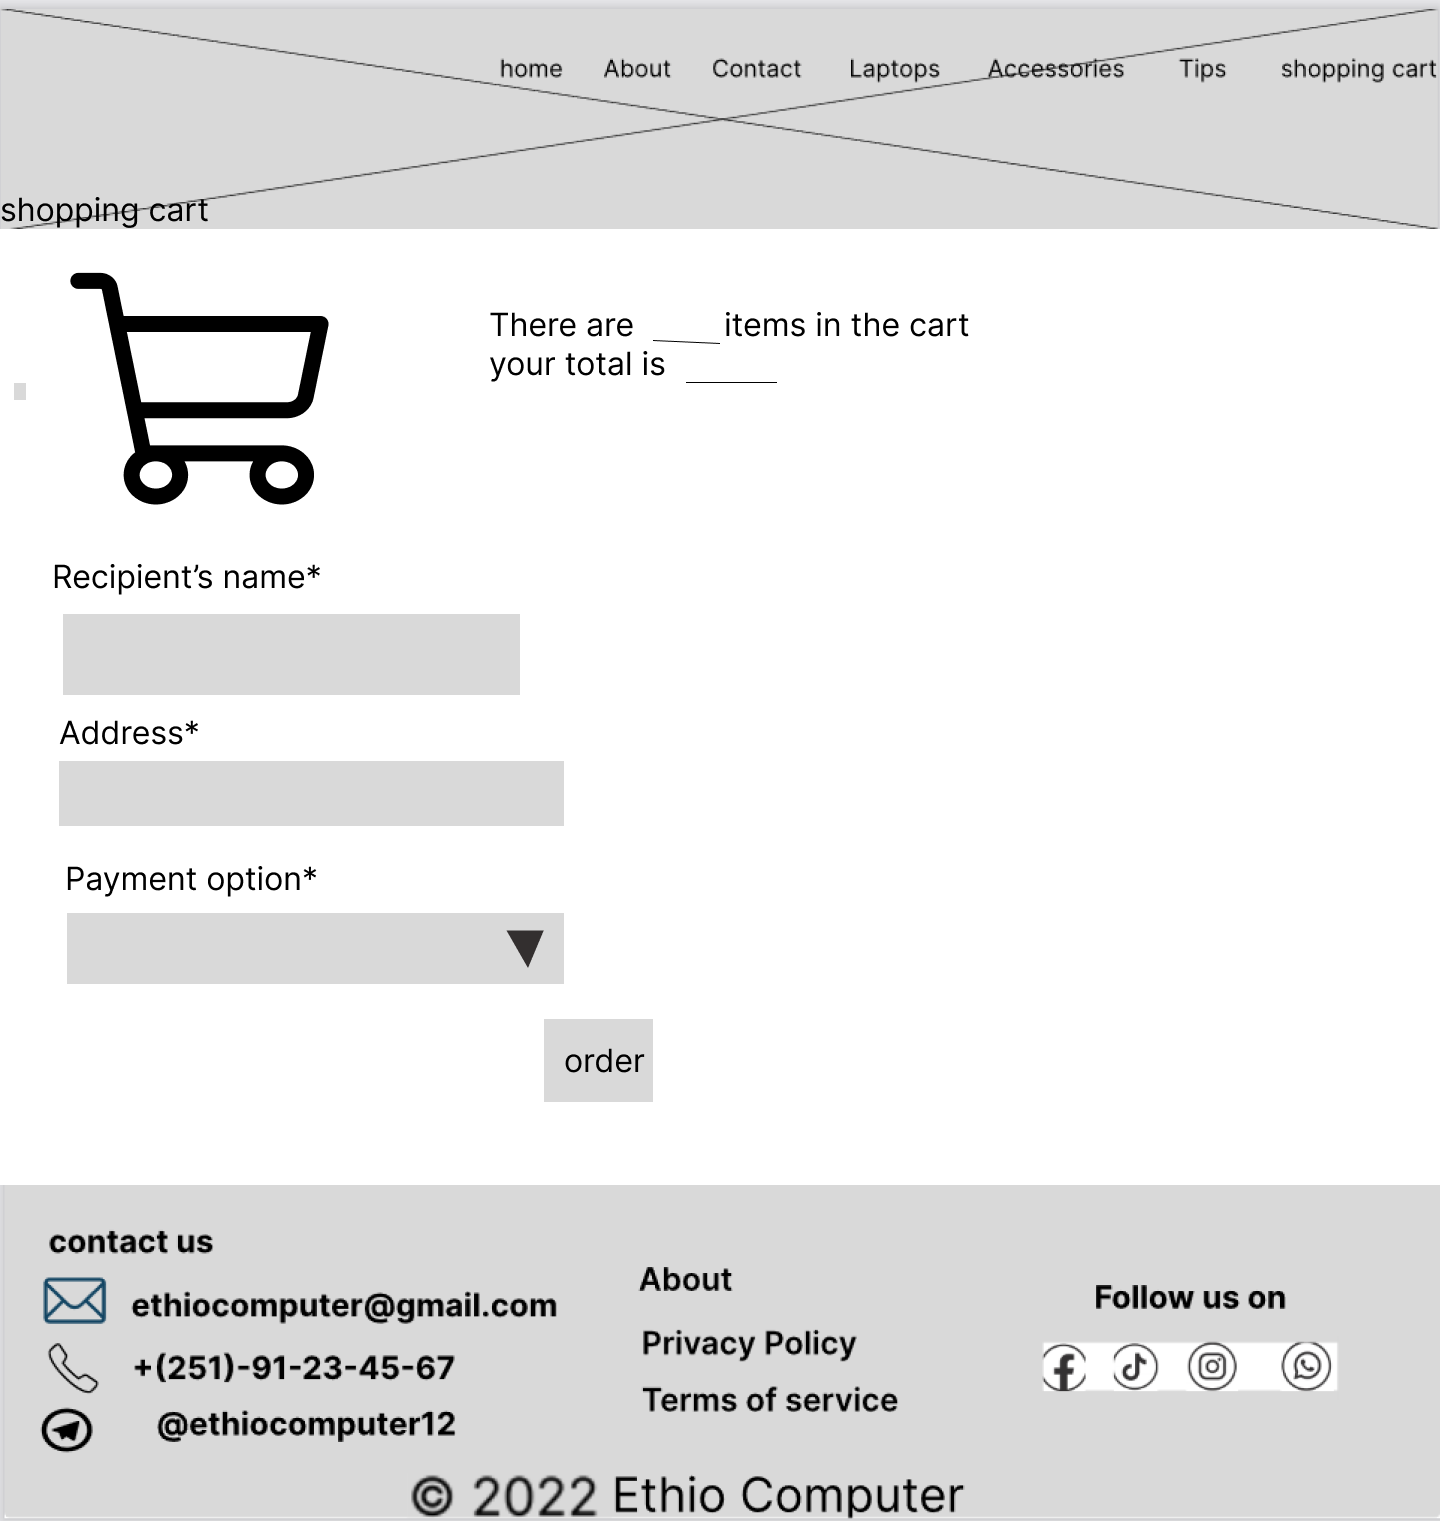 home About Contact Laptops Accessories Tips shopping cart
shopping cart
There are ____ items in the cart
your total is ____
Recipient’s name*
Address*
Payment option*
order
contact us
ethiocomputer@gmail.com
+(251)-91-23-45-67
@ethiocomputer12
About
Privacy Policy
Terms of service
Follow us on
© 2022 Ethio Computer